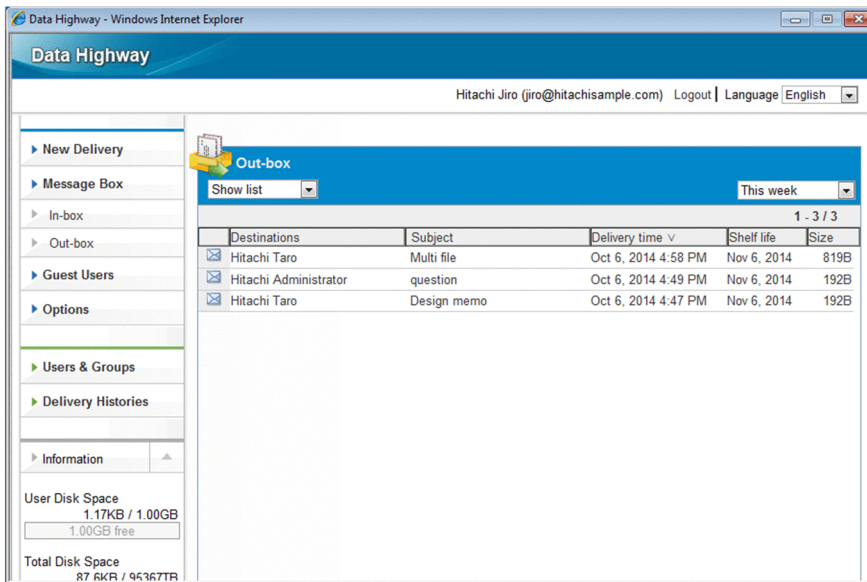 Data Highway - Windows Internet Explorer
Data Highway
Hitachi Jiro (jiro@hitachisample.com) Logout Language English
New Delivery
Message Box
In-box
Out-box
Guest Users
Options
Users & Groups
Delivery Histories
Information
User Disk Space
1.17KB / 1.00GB
1.00GB free
Total Disk Space
87.6KB / 95367TB
Out-box
Show list This week
1 - 3 / 3
Destinations Subject Delivery time Shelf life Size
Hitachi Taro Multi file Oct 6, 2014 4:58 PM Nov 6, 2014 819B
Hitachi Administrator question Oct 6, 2014 4:49 PM Nov 6, 2014 192B
Hitachi Taro Design memo Oct 6, 2014 4:47 PM Nov 6, 2014 192B